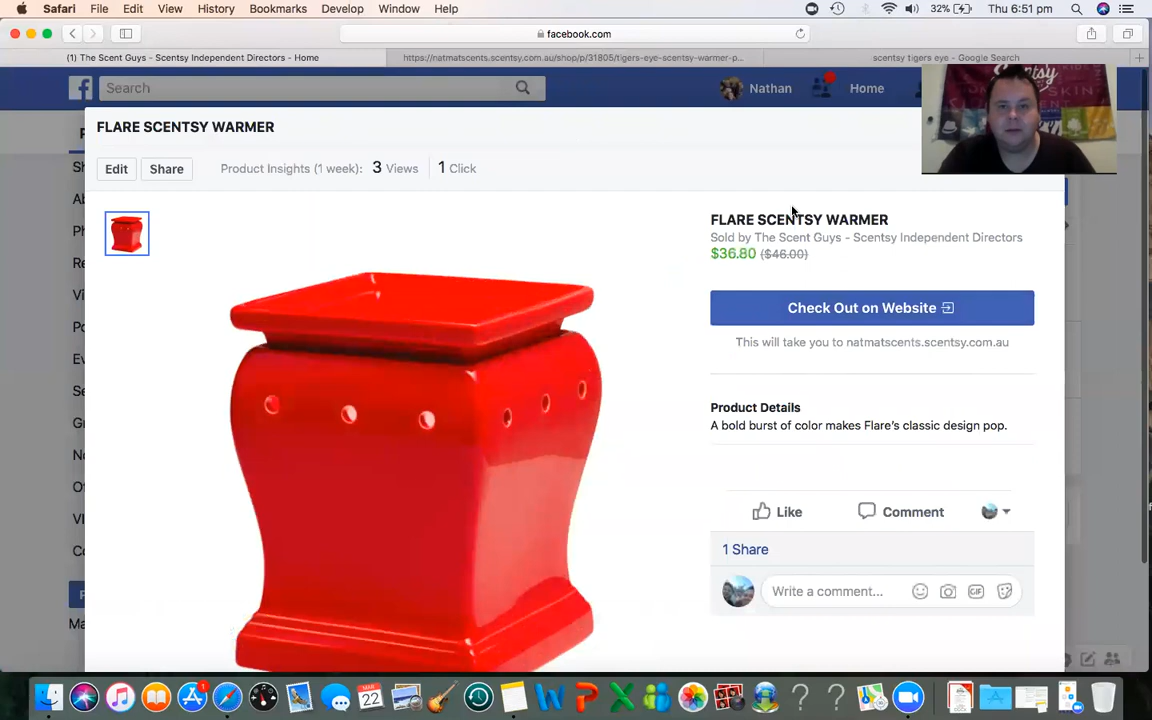 Safari File Edit View History Bookmarks Develop Window Help 32% Thu 6:51 pm
facebook.com
(1) The Scent Guys - Scentsy Independent Directors - Home https://natmatscents.scentsy.com.au/shop/p/31805/tigers-eye-scentsy-warmer-p... scentsy tigers eye - Google Search
Search Nathan Home
Scentsy
SKIN
FLARE SCENTSY WARMER
Edit Share Product Insights (1 week): 3 Views 1 Click
FLARE SCENTSY WARMER
Sold by The Scent Guys - Scentsy Independent Directors
$36.80 ($46.00)
Check Out on Website
This will take you to natmatscents.scentsy.com.au
Product Details
A bold burst of color makes Flare's classic design pop.
Like Comment
1 Share
Write a comment... GIF
MAR
22